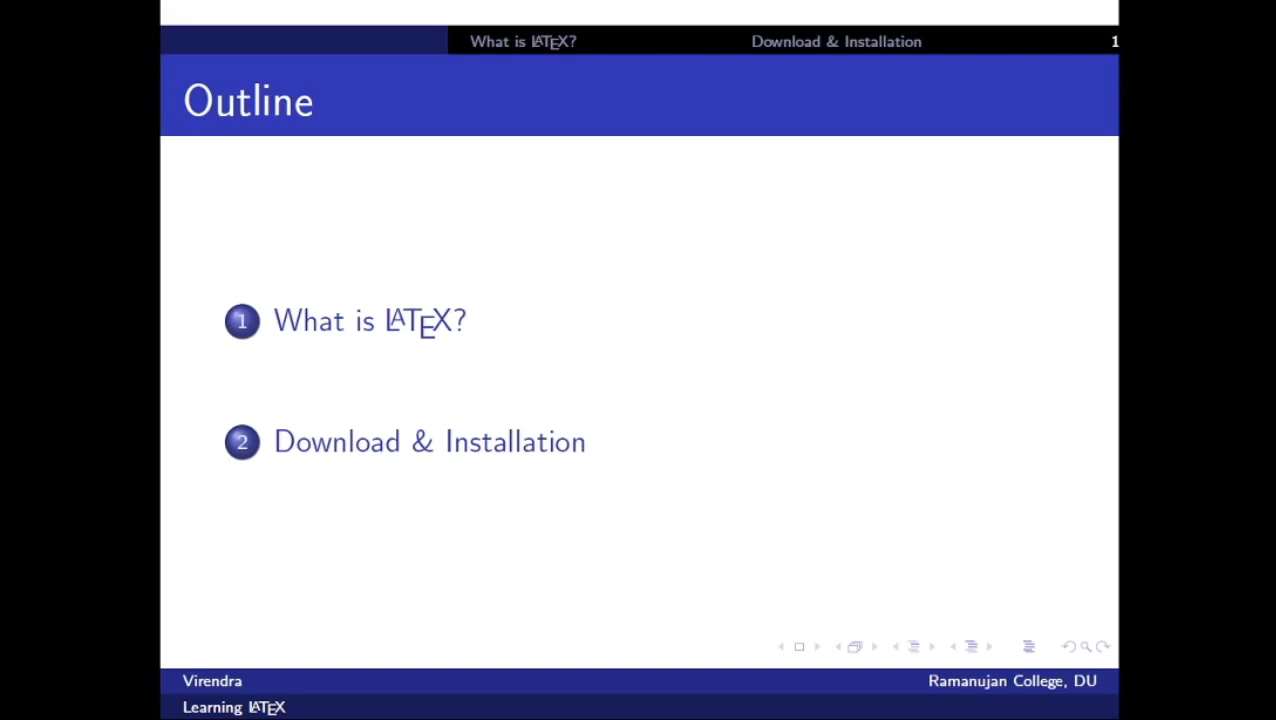 What is LATEX? Download & Installation 1
Outline
1 What is LATEX?
2 Download & Installation
Virendra Ramanujan College, DU
Learning LATEX